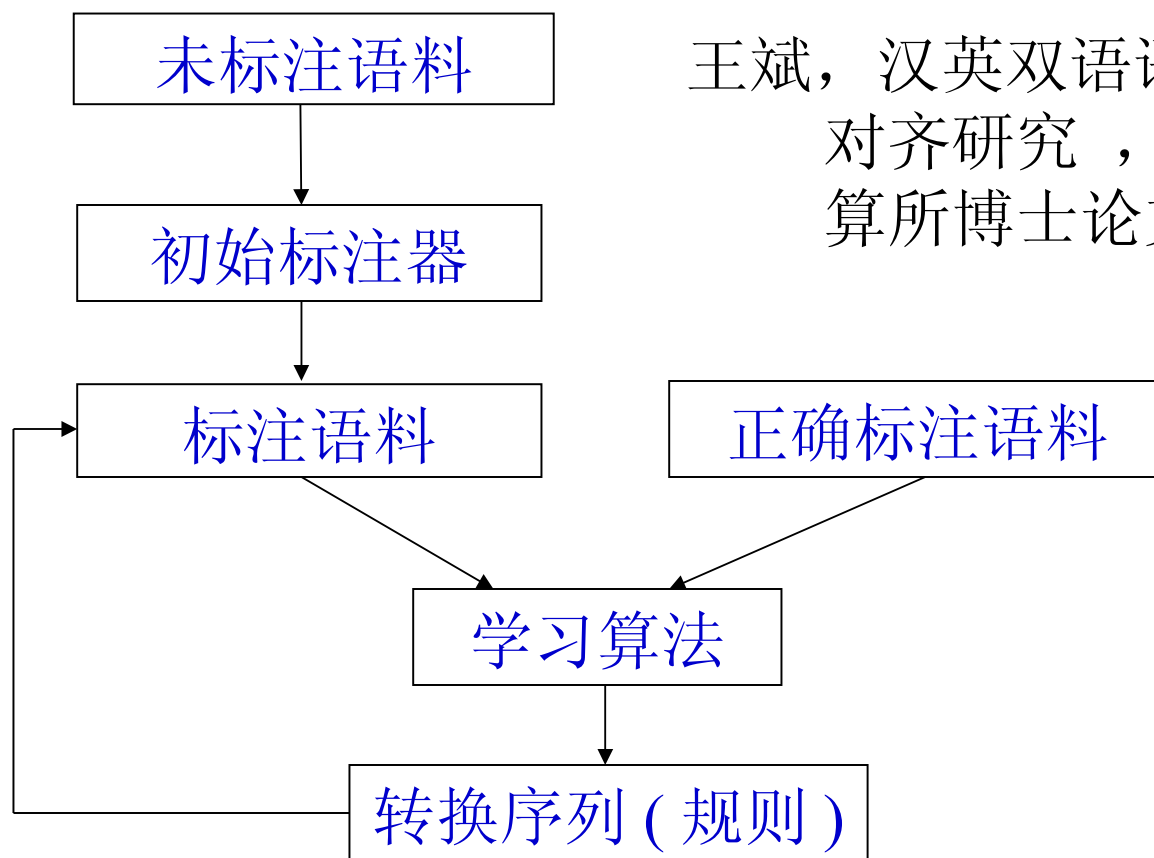 未标注语料
王斌，汉英双语
对齐研究 ，
算所博士论
初始标注器
标注语料
正确标注语料
学习算法
转换序列 ( 规则 )